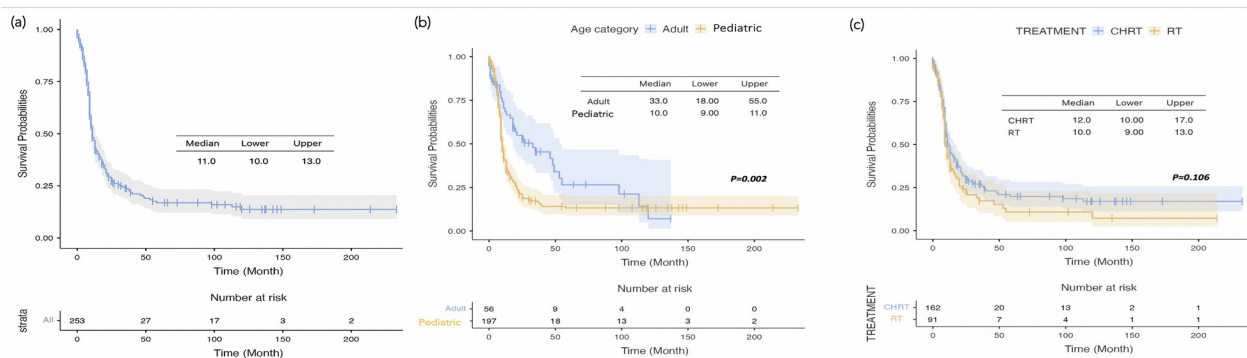 (a)
1.00
0.75
0.50
0.25
0.00
Survival Probabilities
Median Lower Upper
11.0 10.0 13.0
0 50 100 150 200
Time (Month)
Number at risk
strata
All 253 27 17 3 2
0 50 100 150 200
Time (Month)
(b)
Age category Adult Pediatric
1.00
0.75
0.50
0.25
0.00
Survival Probabilities
Median Lower Upper
Adult 33.0 18.00 55.0
Pediatric 10.0 9.00 11.0
P=0.002
0 50 100 150 200
Time (Month)
Number at risk
Adult 56 9 4 0 0
Pediatric 197 18 13 3 2
0 50 100 150 200
Time (Month)
(c)
TREATMENT CHRT RT
1.00
0.75
0.50
0.25
0.00
Survival Probabilities
Median Lower Upper
CHRT 12.0 10.00 17.0
RT 10.0 9.00 13.0
P=0.106
0 50 100 150 200
Time (Month)
Number at risk
TREATMENT
CHRT 162 20 13 2 1
RT 91 7 4 1 1
0 50 100 150 200
Time (Month)